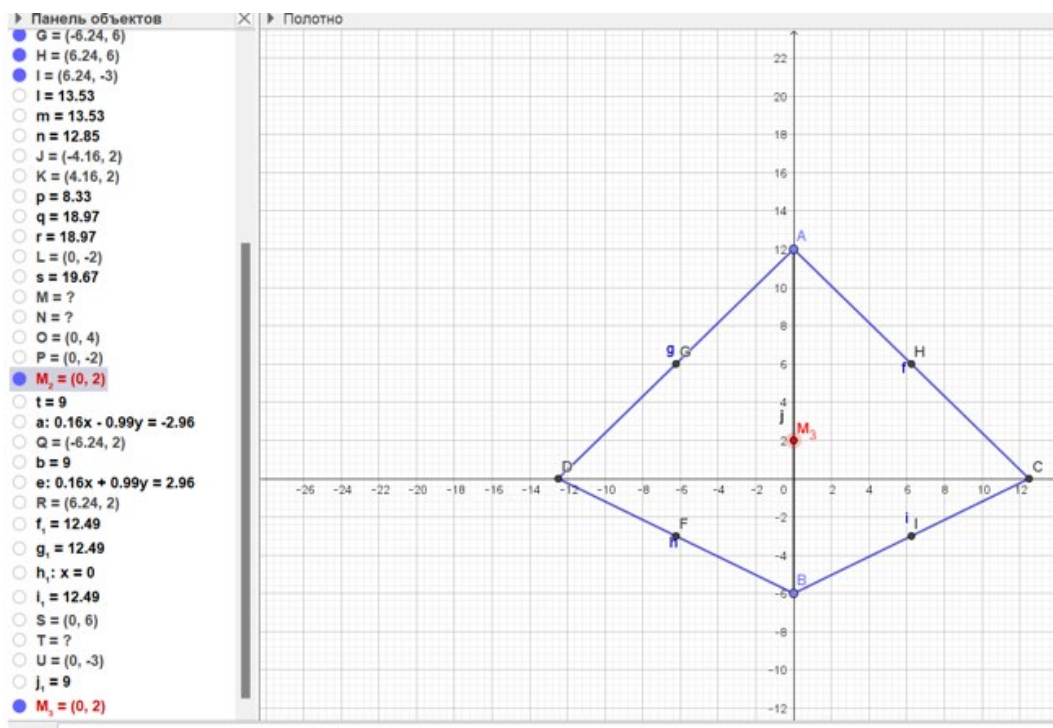 Панель объектов
Полотно
G = (-6.24, 6)
H = (6.24, 6)
I = (6.24, -3)
l = 13.53
m = 13.53
n = 12.85
J = (-4.16, 2)
K = (4.16, 2)
p = 8.33
q = 18.97
r = 18.97
L = (0, -2)
s = 19.67
M = ?
N = ?
O = (0, 4)
P = (0, -2)
M₂ = (0, 2)
t = 9
a: 0.16x - 0.99y = -2.96
Q = (-6.24, 2)
b = 9
e: 0.16x + 0.99y = 2.96
R = (6.24, 2)
f₁ = 12.49
g₁ = 12.49
h₁: x = 0
i₁ = 12.49
S = (0, 6)
T = ?
U = (0, -3)
j₁ = 9
M₃ = (0, 2)
22
20
18
16
14
A
12
10
8
g G
H
6
f
4
j
M₃
2
D
C
-26 -24 -22 -20 -18 -16 -14 -12 -10 -8 -6 -4 -2 0 2 4 6 8 10 12
-2
F
i I
h
-4
B
-6
-8
-10
-12